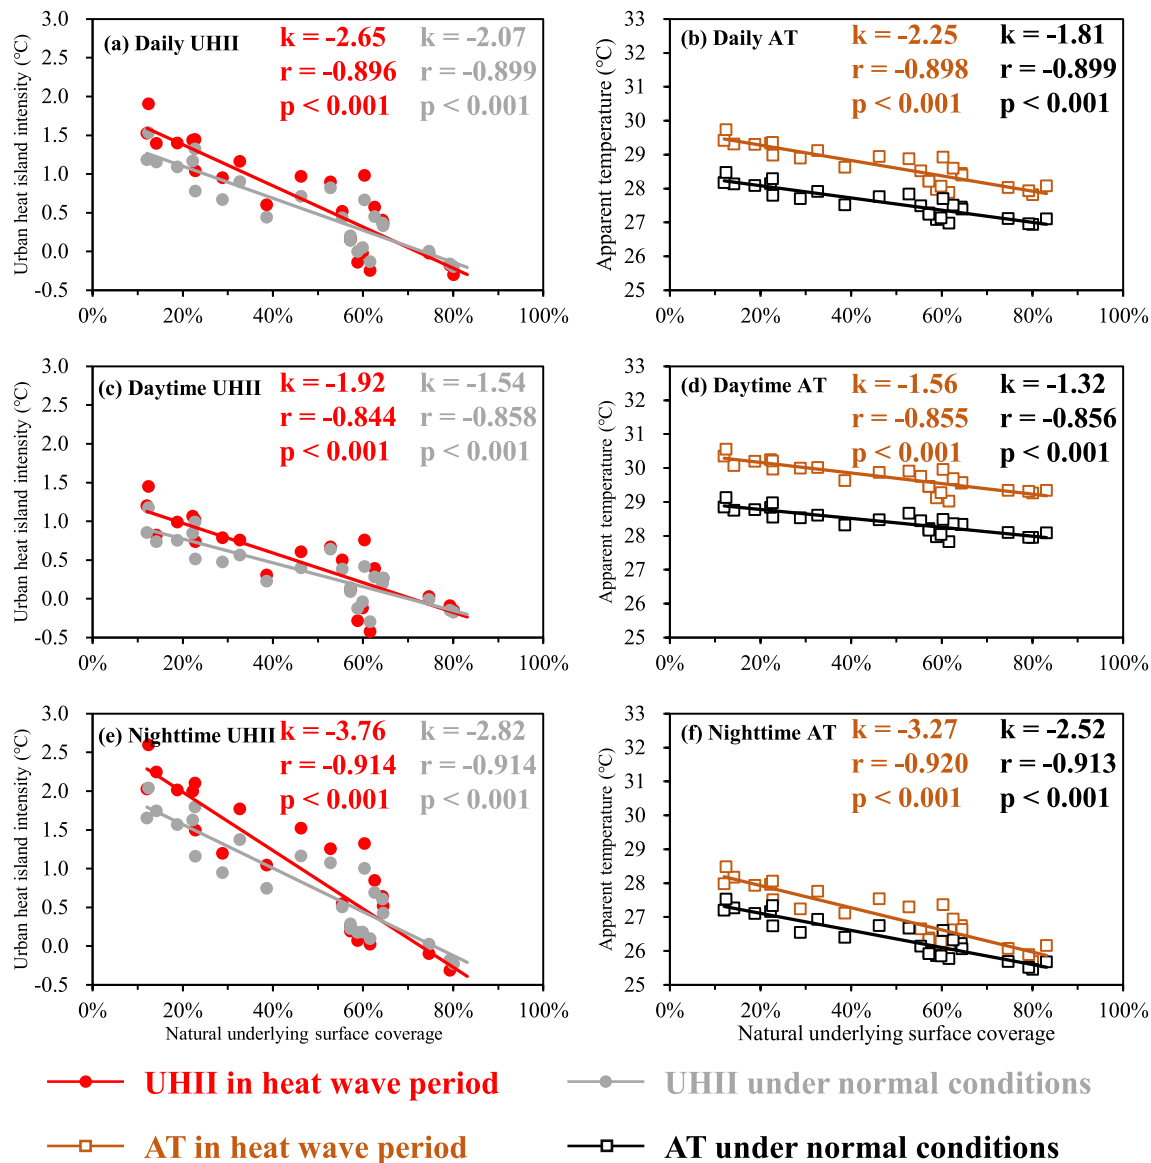 (a) Daily UHII
k = -2.65 k = -2.07
r = -0.896 r = -0.899
p < 0.001 p < 0.001
Urban heat island intensity (℃)
3.0
2.5
2.0
1.5
1.0
0.5
0.0
-0.5
0% 20% 40% 60% 80% 100%
(b) Daily AT
k = -2.25 k = -1.81
r = -0.898 r = -0.899
p < 0.001 p < 0.001
Apparent temperature (℃)
33
32
31
30
29
28
27
26
25
0% 20% 40% 60% 80% 100%
(c) Daytime UHII
k = -1.92 k = -1.54
r = -0.844 r = -0.858
p < 0.001 p < 0.001
Urban heat island intensity (℃)
3.0
2.5
2.0
1.5
1.0
0.5
0.0
-0.5
0% 20% 40% 60% 80% 100%
(d) Daytime AT
k = -1.56 k = -1.32
r = -0.855 r = -0.856
p < 0.001 p < 0.001
Apparent temperature (℃)
33
32
31
30
29
28
27
26
25
0% 20% 40% 60% 80% 100%
(e) Nighttime UHII
k = -3.76 k = -2.82
r = -0.914 r = -0.914
p < 0.001 p < 0.001
Urban heat island intensity (℃)
3.0
2.5
2.0
1.5
1.0
0.5
0.0
-0.5
0% 20% 40% 60% 80% 100%
Natural underlying surface coverage
(f) Nighttime AT
k = -3.27 k = -2.52
r = -0.920 r = -0.913
p < 0.001 p < 0.001
Apparent temperature (℃)
33
32
31
30
29
28
27
26
25
0% 20% 40% 60% 80% 100%
Natural underlying surface coverage
UHII in heat wave period
UHII under normal conditions
AT in heat wave period
AT under normal conditions